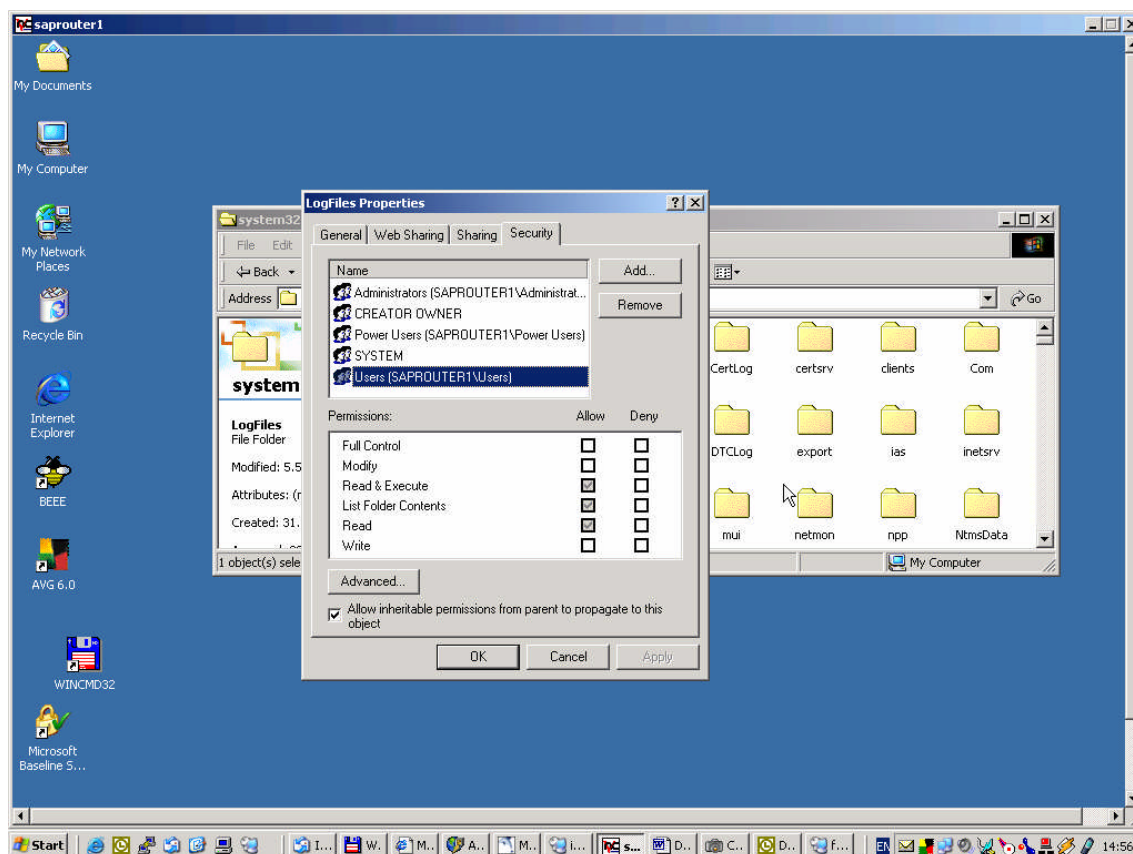 saprouter1
My Documents
My Computer
My Network
Places
Recycle Bin
Internet
Explorer
BEEE
AVG 6.0
WINCMD32
Microsoft
Baseline S...
system32
File Edit
Back
Address
Go
system
LogFiles
File Folder
Modified: 5.5
Attributes: (r
Created: 31.
1 object(s) sele
My Computer
CertLog certsrv clients Com
DTCLog export ias inetsrv
mui netmon npp NtmsData
LogFiles Properties
General Web Sharing Sharing Security
Name
Administrators (SAPROUTER1\Administrat...
CREATOR OWNER
Power Users (SAPROUTER1\Power Users)
SYSTEM
Users (SAPROUTER1\Users)
Add...
Remove
Permissions: Allow Deny
Full Control
Modify
Read & Execute
List Folder Contents
Read
Write
Advanced...
Allow inheritable permissions from parent to propagate to this
object
OK Cancel Apply
Start I... W. M.. A.. M.. i... s... D.. C.. D.. f... EN 14:56